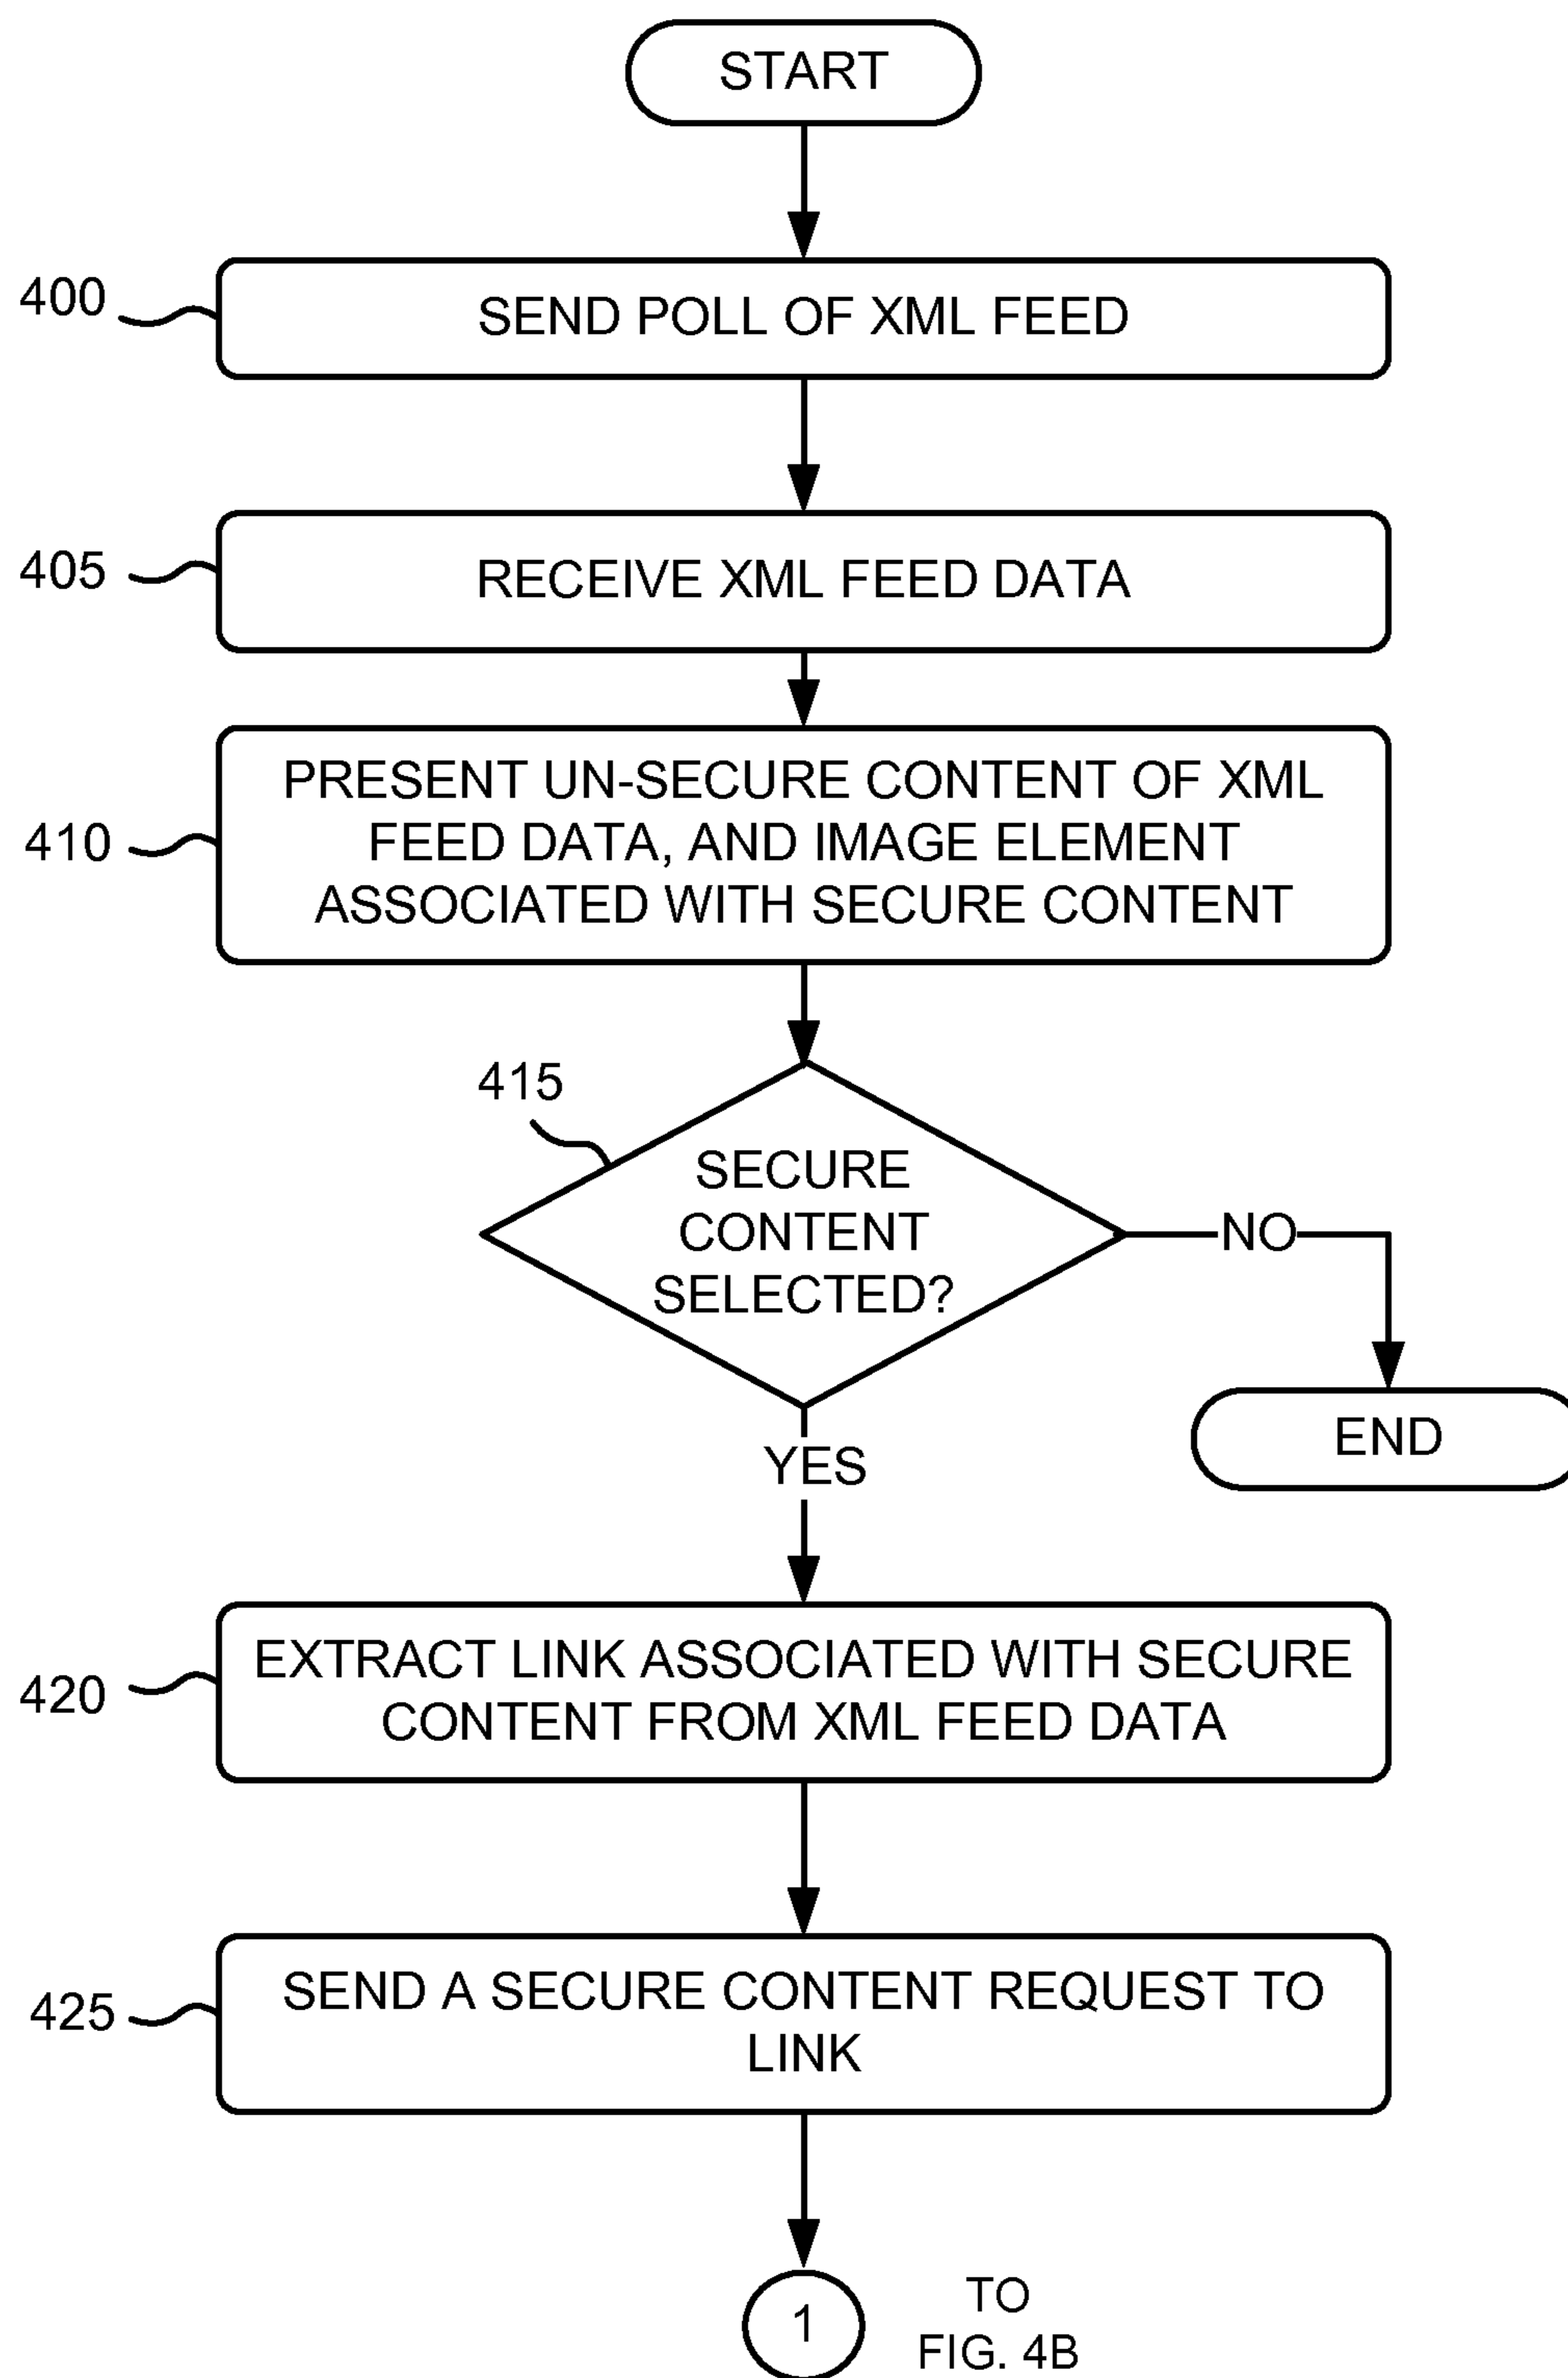 START
400
SEND POLL OF XML FEED
405
RECEIVE XML FEED DATA
410
PRESENT UN-SECURE CONTENT OF XML
FEED DATA, AND IMAGE ELEMENT
ASSOCIATED WITH SECURE CONTENT
415
SECURE
CONTENT
SELECTED?
NO
END
YES
420
EXTRACT LINK ASSOCIATED WITH SECURE
CONTENT FROM XML FEED DATA
425
SEND A SECURE CONTENT REQUEST TO
LINK
1
TO
FIG. 4B